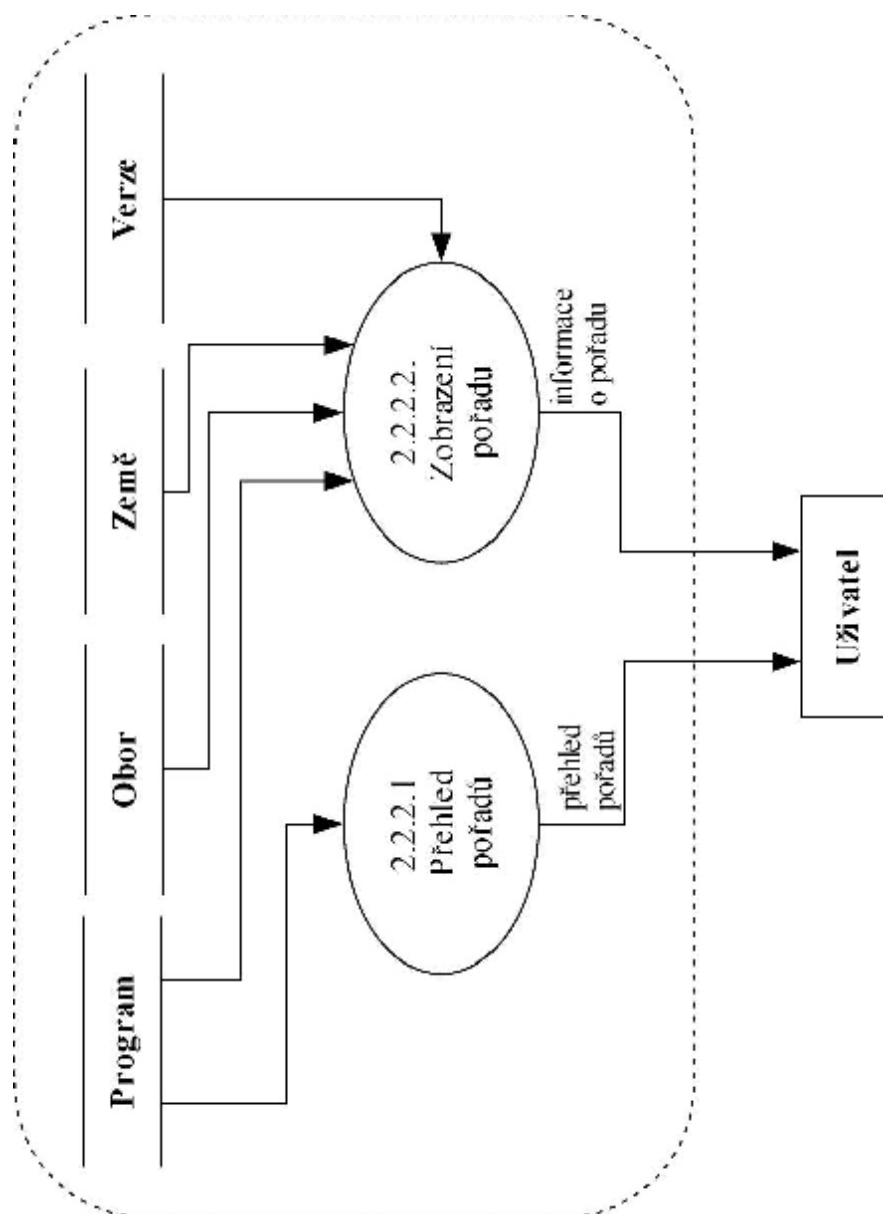 Program
Obor
Země
Verze
2.2.2.1
Přehled
pořadů
2.2.2.2.
Zobrazení
pořadu
přehled
pořadů
informace
o pořadu
Uživatel